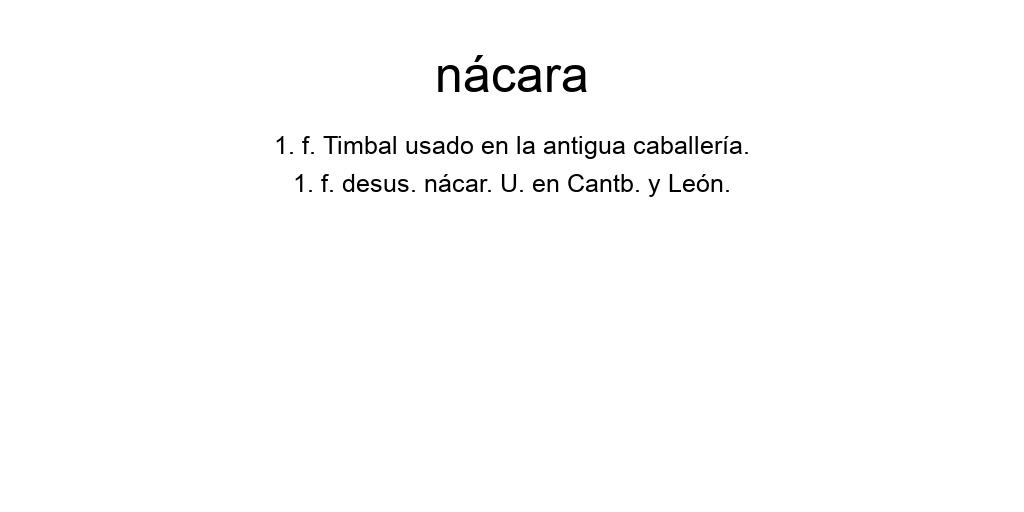 nácara
1. f. Timbal usado en la antigua caballería.
1. f. desus. nácar. U. en Cantb. y León.